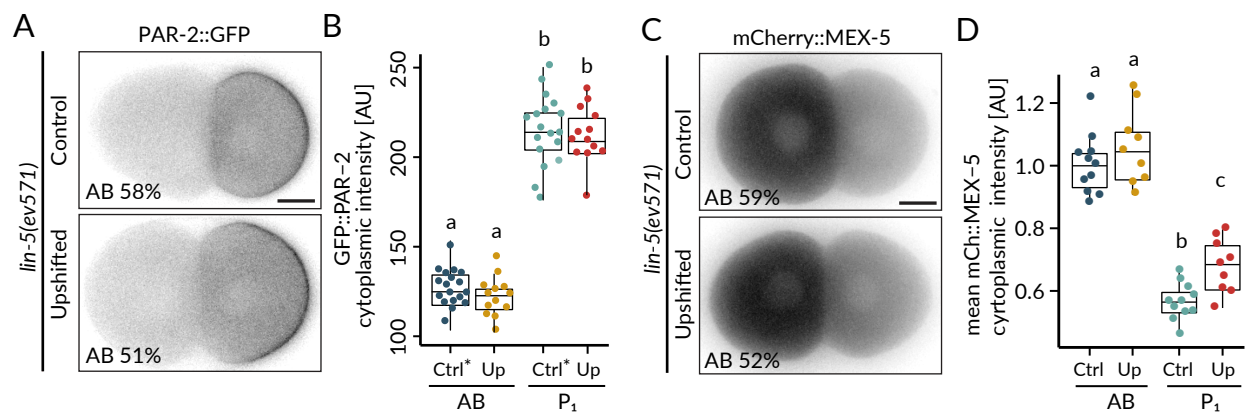 A
PAR-2::GFP
lin-5(ev571)
Control
AB 58%
Upshifted
AB 51%
B
GFP::PAR−2
cytoplasmic intensity [AU]
250
200
150
100
a
a
b
b
Ctrl* Up
Ctrl* Up
AB
P₁
C
mCherry::MEX-5
lin-5(ev571)
Control
AB 59%
Upshifted
AB 52%
D
mean mCh::MEX−5
cyrtoplasmic intensity [AU]
1.2
1.0
0.8
0.6
a
a
b
c
Ctrl Up
Ctrl Up
AB
P₁